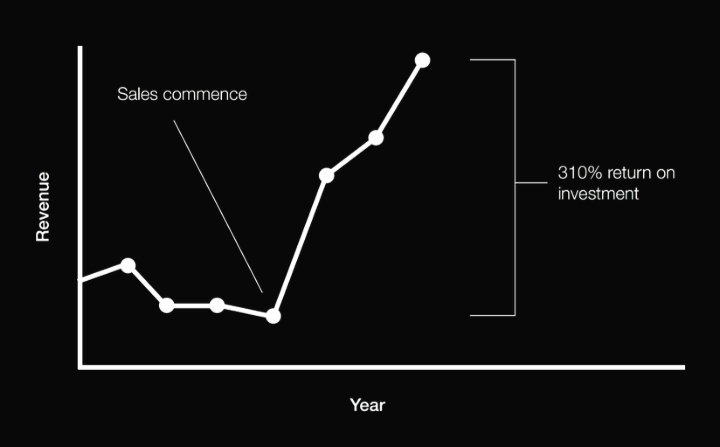 Sales commence
Revenue
310% return on
investment
Year